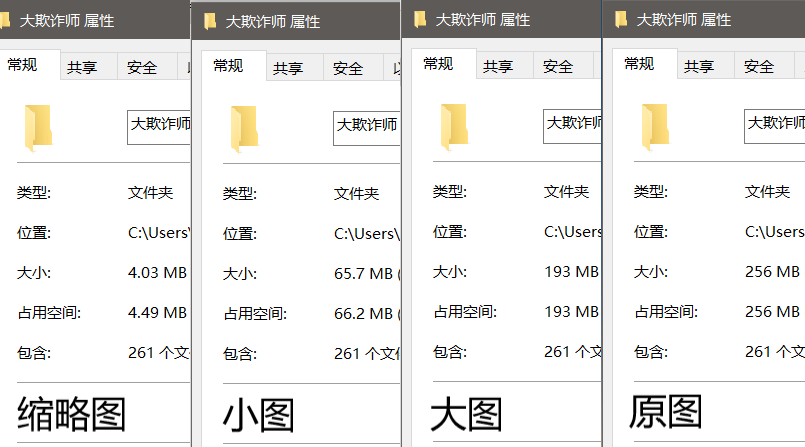 大欺诈师 属性
常规 共享 安全
大欺诈师
类型: 文件夹
位置: C:\Users\
大小: 4.03 MB
占用空间: 4.49 MB
包含: 261 个文
缩略图
大欺诈师 属性
常规 共享 安全 以
大欺诈师
类型: 文件夹
位置: C:\Users\
大小: 65.7 MB (
占用空间: 66.2 MB (
包含: 261 个文件
小图
大欺诈师 属性
常规 共享 安全
大欺诈师
类型: 文件夹
位置: C:\Users
大小: 193 MB
占用空间: 193 MB
包含: 261 个文
大图
大欺诈师 属性
常规 共享 安全
大欺诈师
类型: 文件夹
位置: C:\Users
大小: 256 MB
占用空间: 256 MB
包含: 261 个文
原图